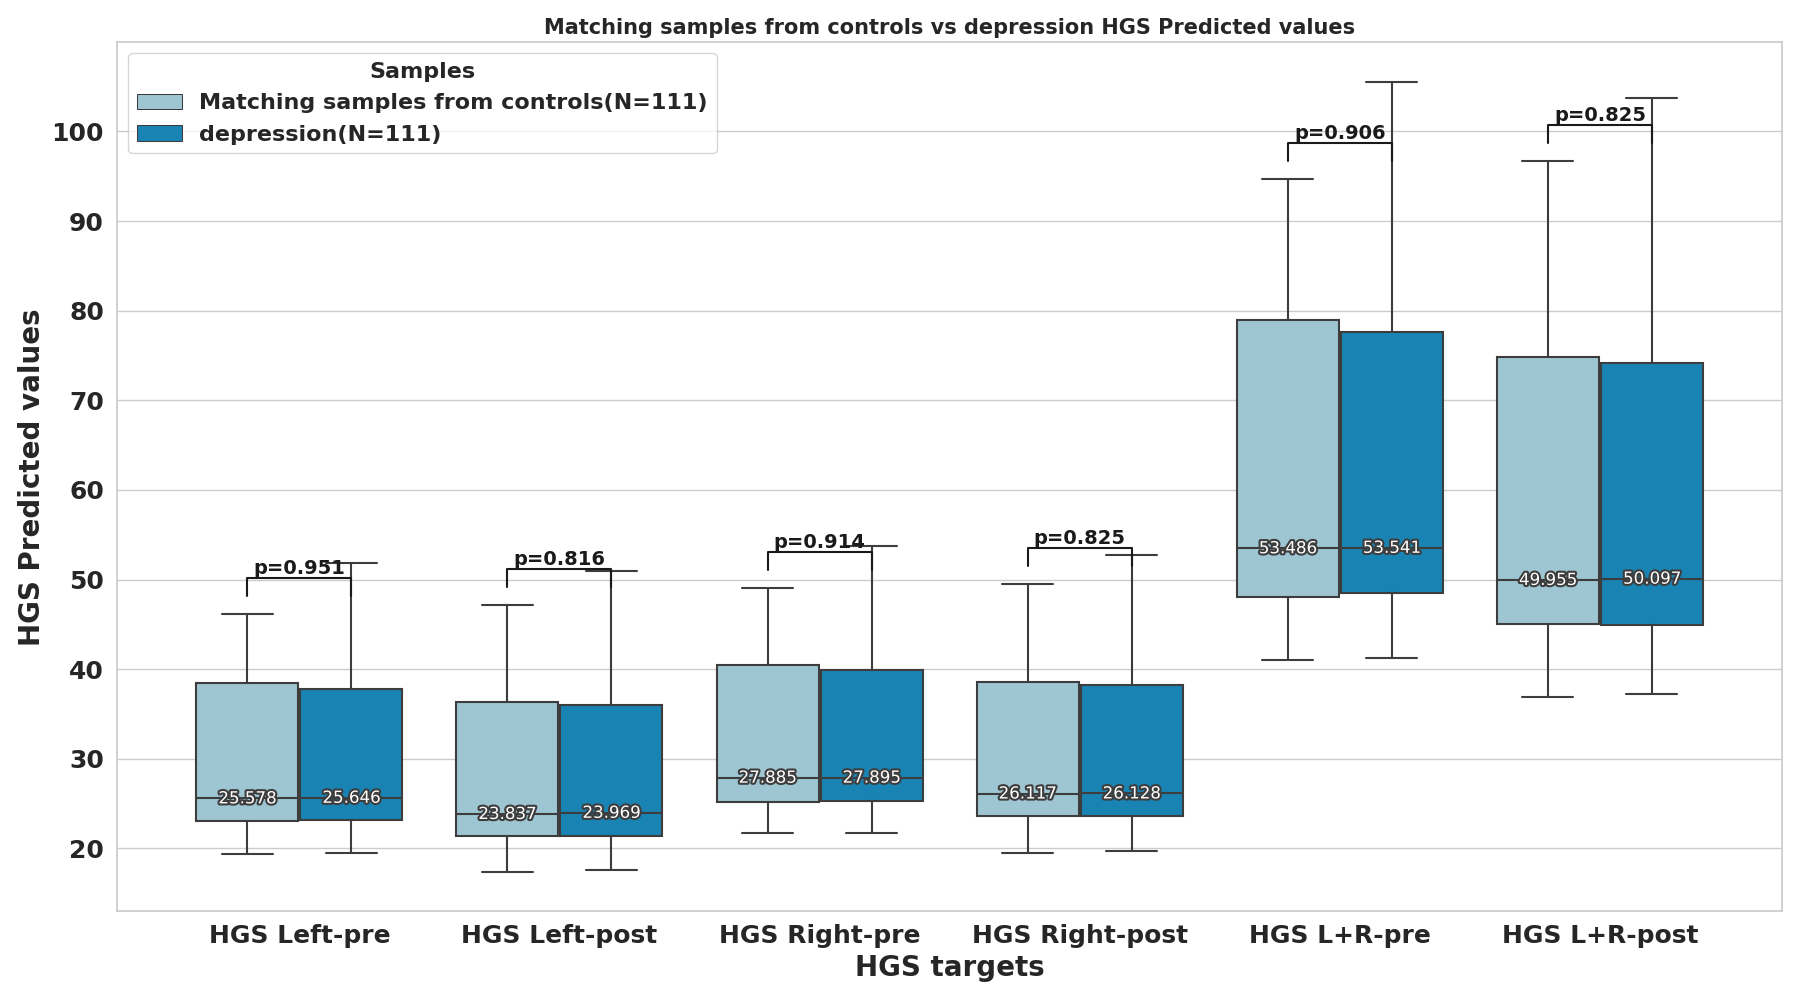 Matching samples from controls vs depression HGS Predicted values
Samples
Matching samples from controls(N=111)
depression(N=111)
HGS Predicted values
100
90
80
70
60
50
40
30
20
p=0.951
p=0.816
p=0.914
p=0.825
p=0.906
p=0.825
25.578
25.646
23.837
23.969
27.885
27.895
26.117
26.128
53.486
53.541
49.955
50.097
HGS Left-pre
HGS Left-post
HGS Right-pre
HGS Right-post
HGS L+R-pre
HGS L+R-post
HGS targets